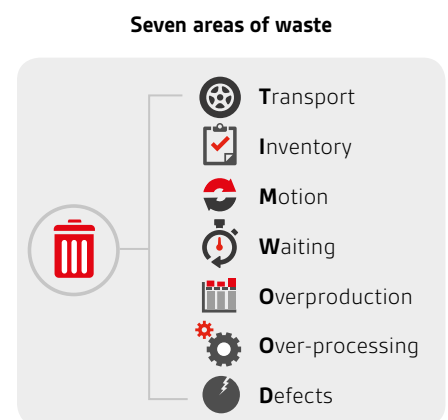 Seven areas of waste
Transport
Inventory
Motion
Waiting
Overproduction
Over-processing
Defects